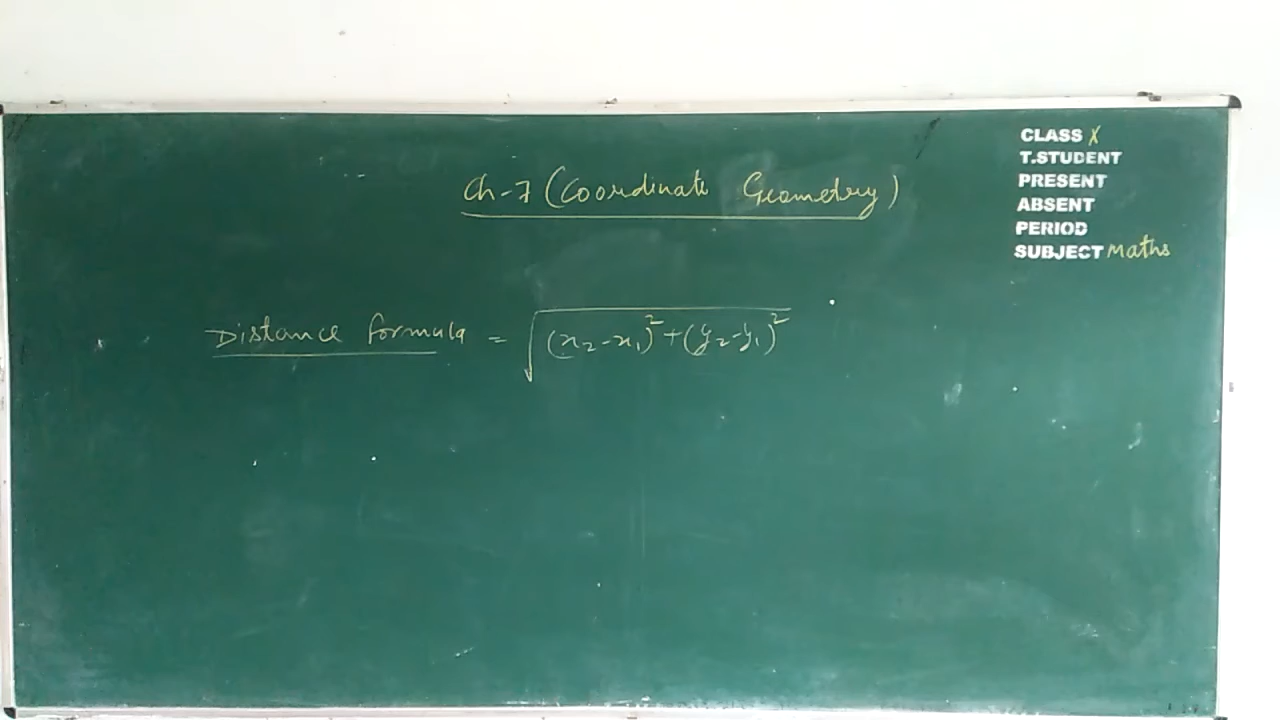 Ch-7 (Coordinate Geometry)
CLASS X
T.STUDENT
PRESENT
ABSENT
PERIOD
SUBJECT Maths
Distance formula = √(x₂-x₁)²+(y₂-y₁)²